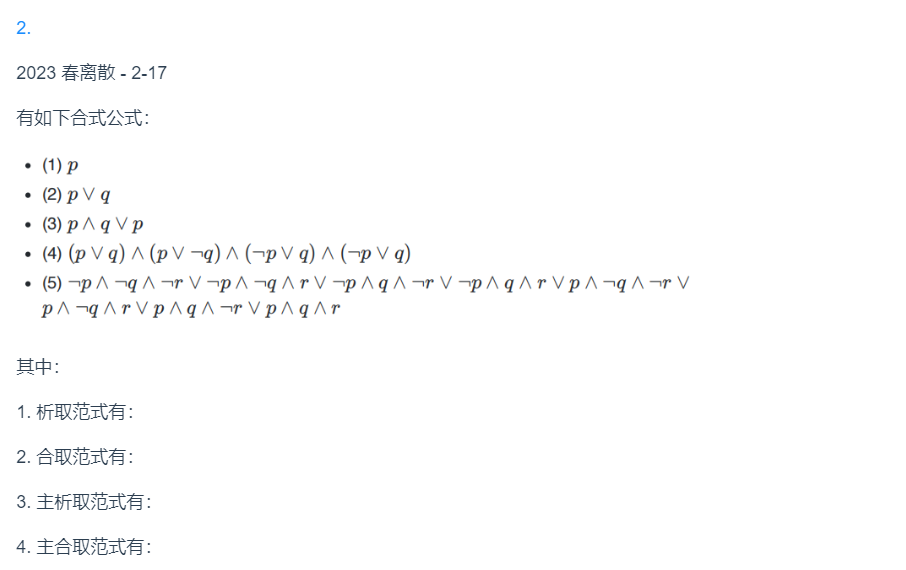 2.
2023 春离散 - 2-17
有如下合式公式：
• (1) p
• (2) p ∨ q
• (3) p ∧ q ∨ p
• (4) (p ∨ q) ∧ (p ∨ ¬q) ∧ (¬p ∨ q) ∧ (¬p ∨ q)
• (5) ¬p ∧ ¬q ∧ ¬r ∨ ¬p ∧ ¬q ∧ r ∨ ¬p ∧ q ∧ ¬r ∨ ¬p ∧ q ∧ r ∨ p ∧ ¬q ∧ ¬r ∨
p ∧ ¬q ∧ r ∨ p ∧ q ∧ ¬r ∨ p ∧ q ∧ r
其中：
1. 析取范式有：
2. 合取范式有：
3. 主析取范式有：
4. 主合取范式有：